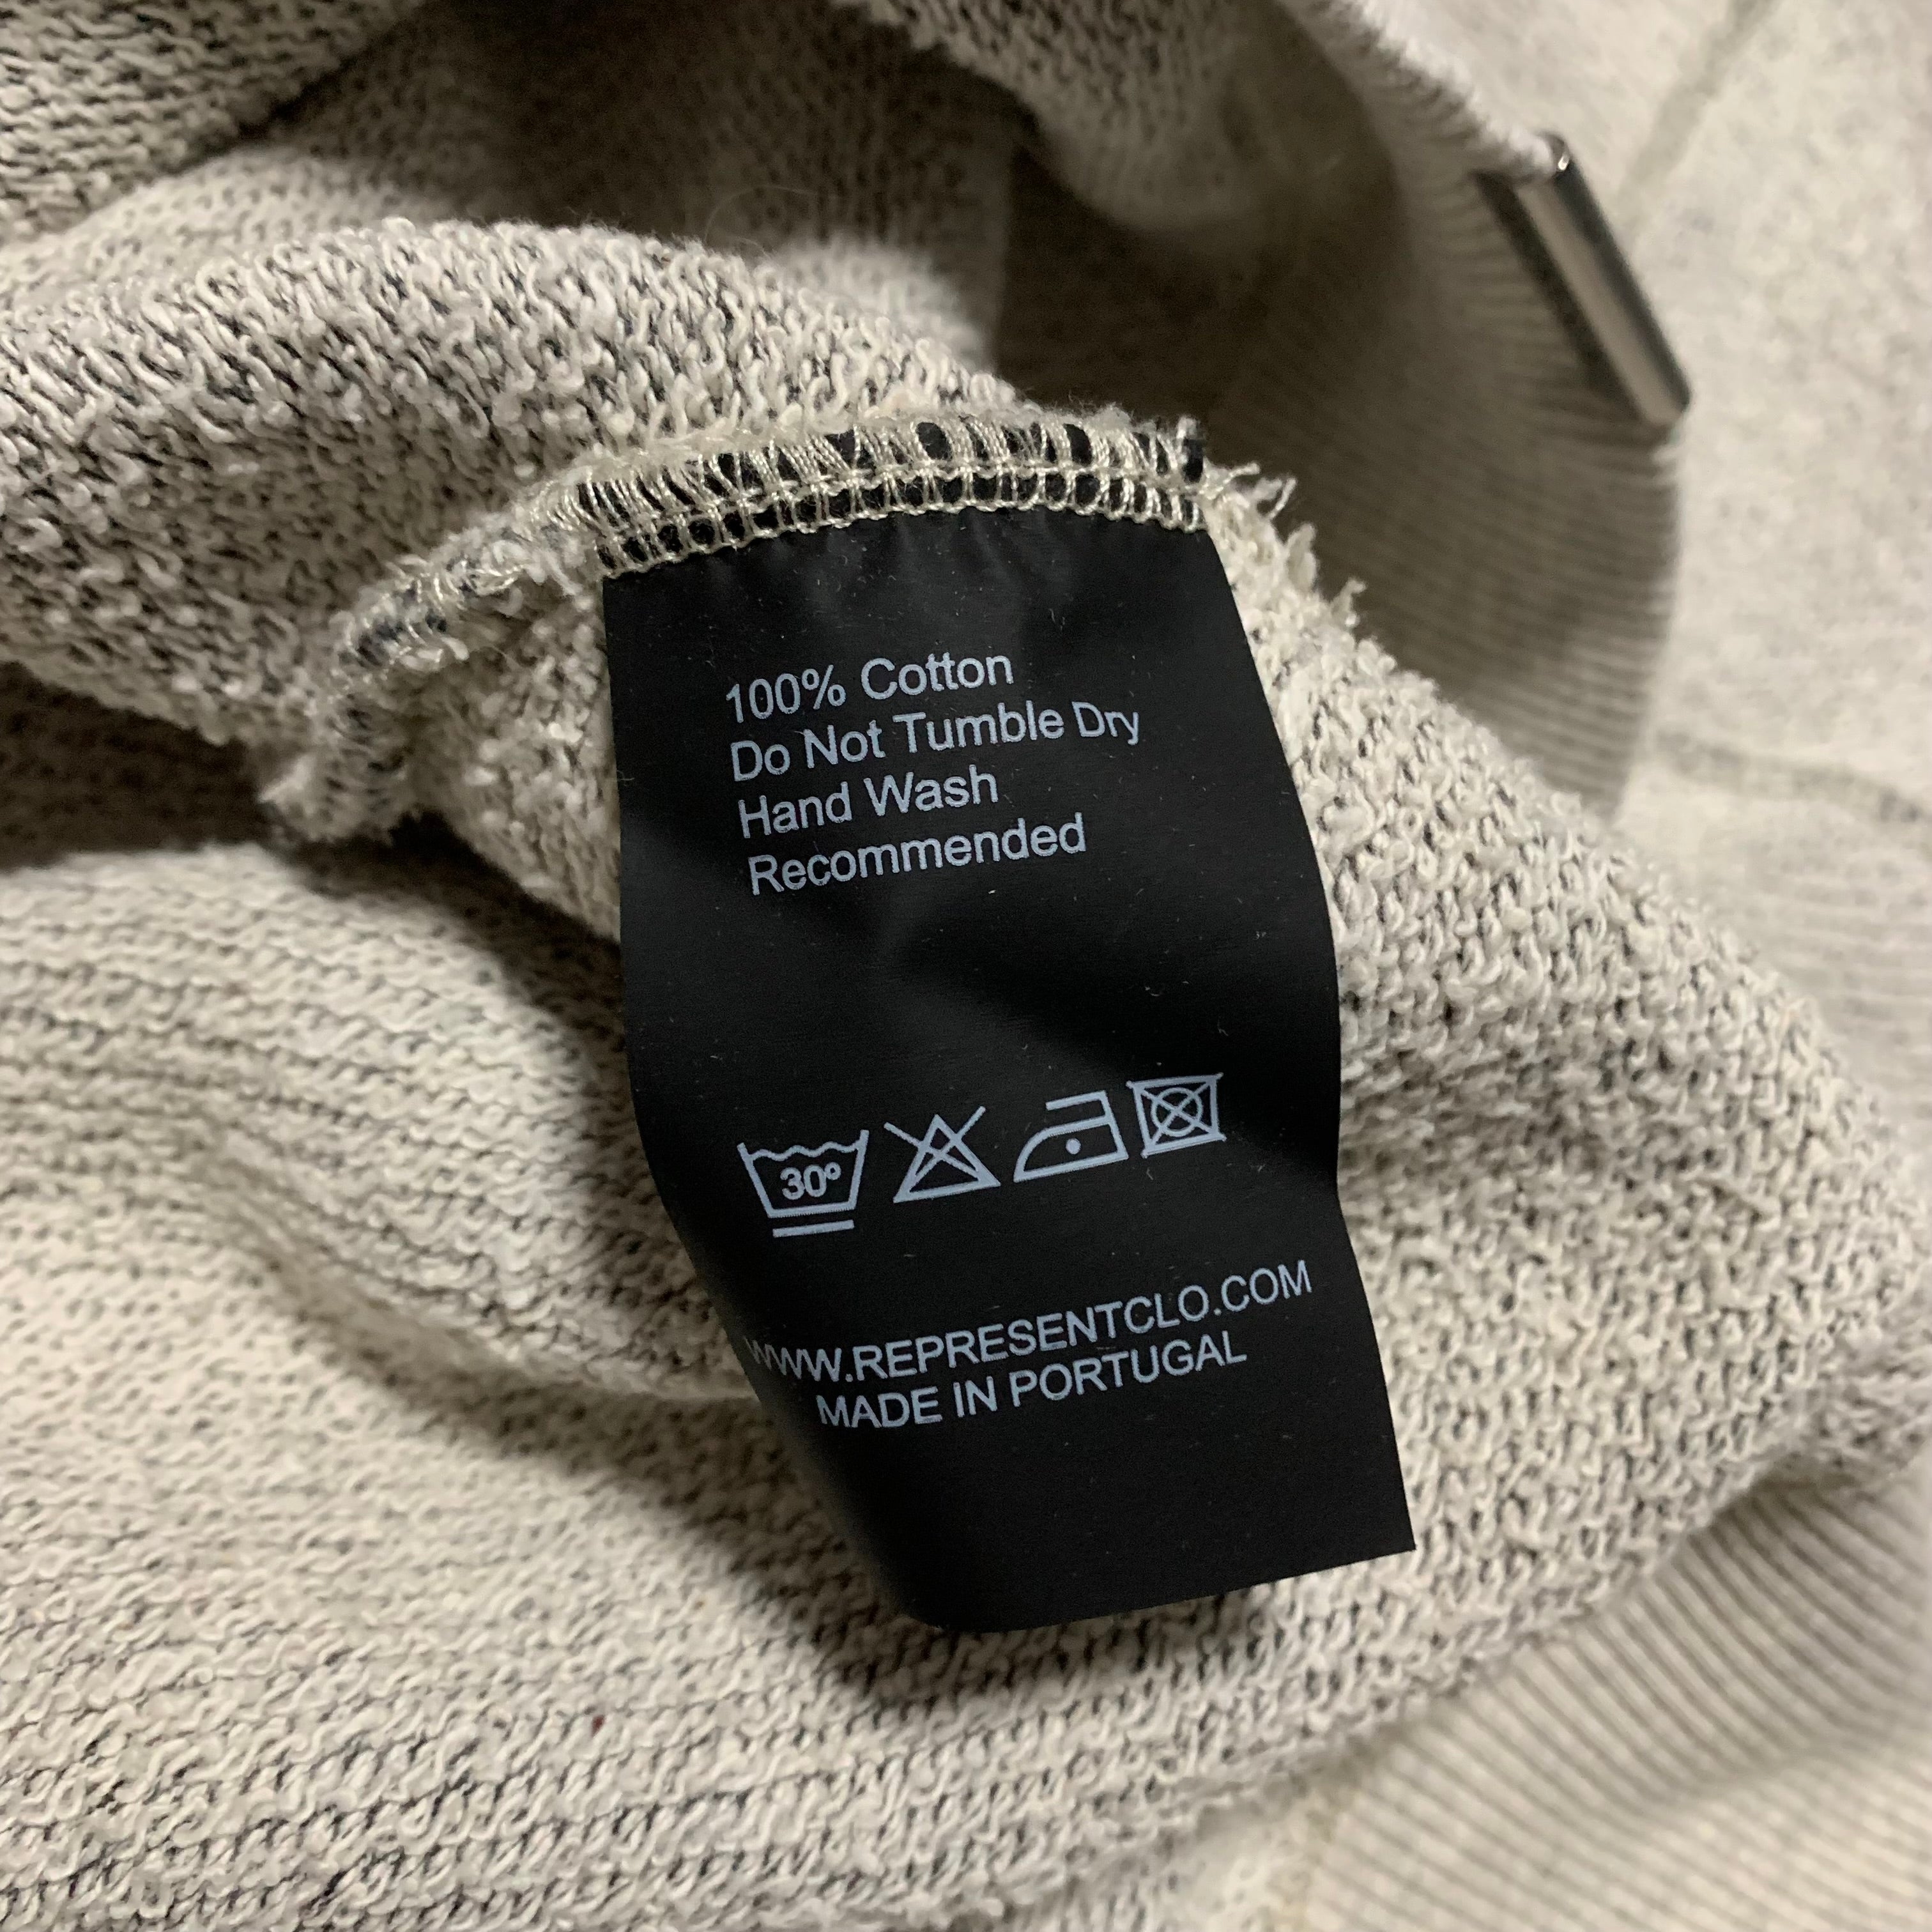 100% Cotton
Do Not Tumble Dry
Hand Wash
Recommended
30°
WWW.REPRESENTCLO.COM
MADE IN PORTUGAL